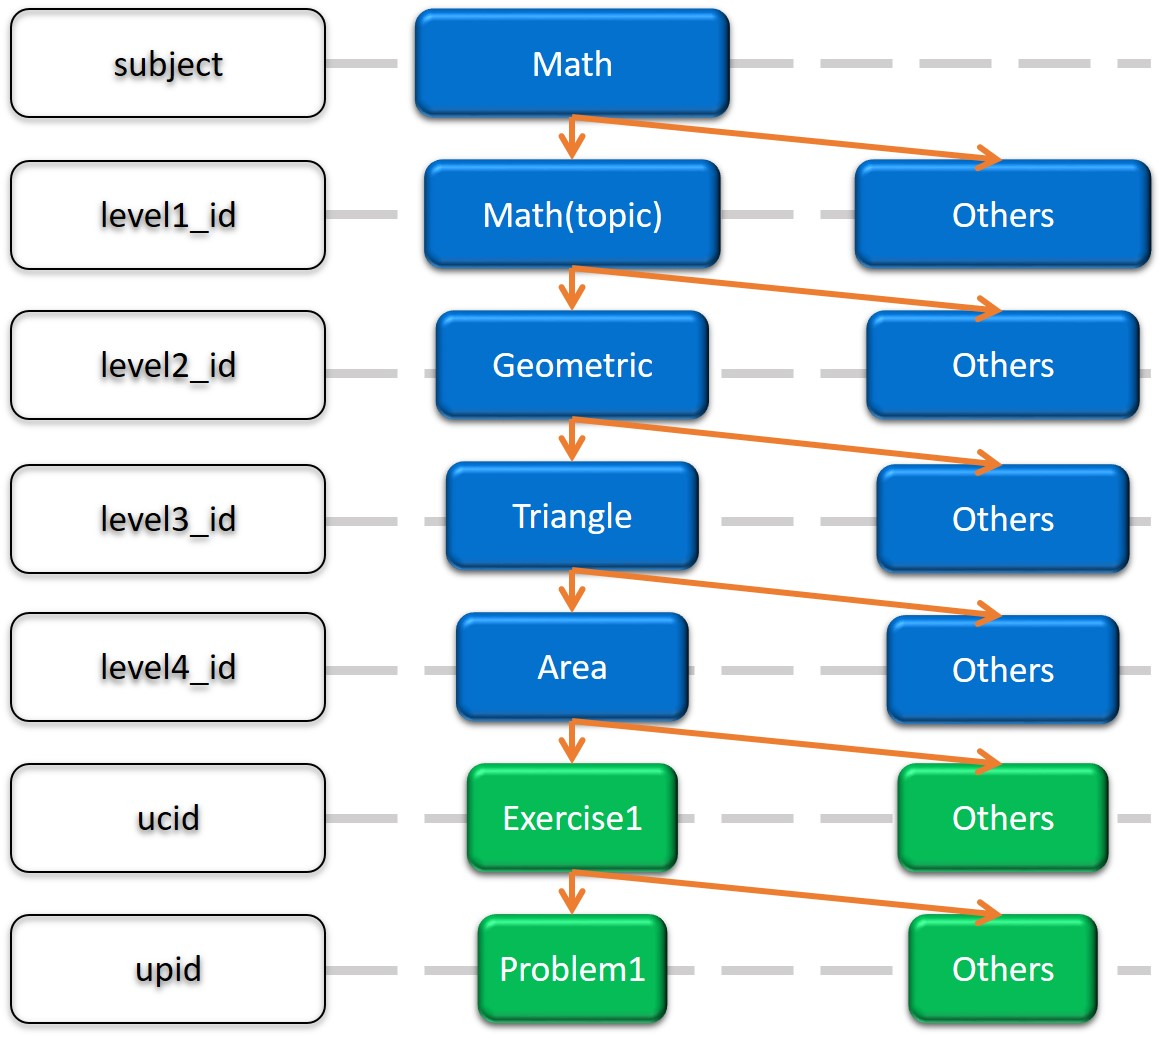 subject
Math
level1_id
Math(topic)
Others
level2_id
Geometric
Others
level3_id
Triangle
Others
level4_id
Area
Others
ucid
Exercise1
Others
upid
Problem1
Others